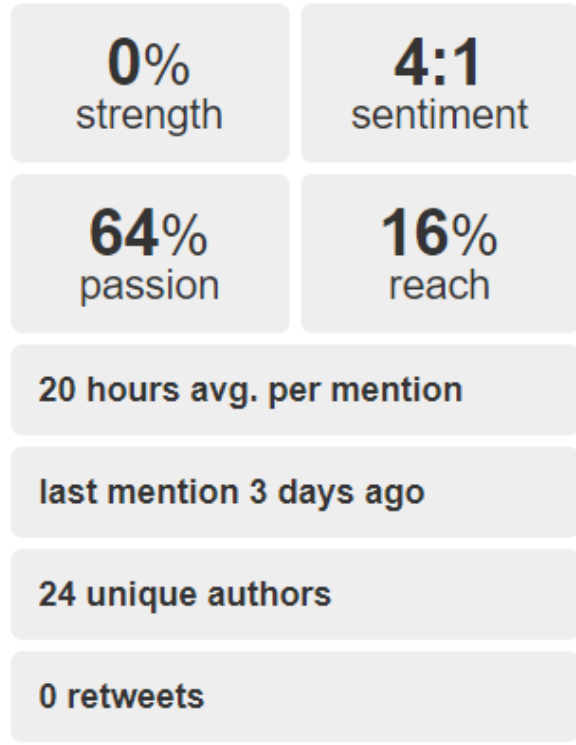 0%
strength
4:1
sentiment
64%
passion
16%
reach
20 hours avg. per mention
last mention 3 days ago
24 unique authors
0 retweets